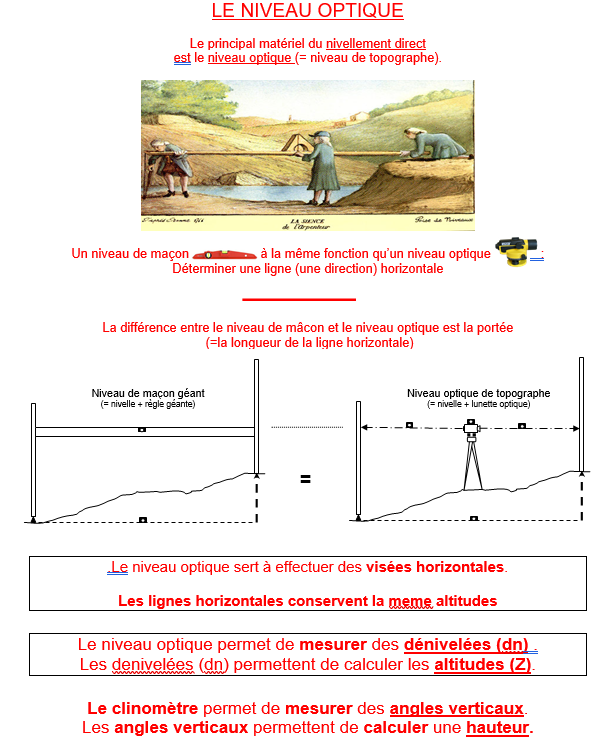 LE NIVEAU OPTIQUE
Le principal matériel du nivellement direct
est le niveau optique (= niveau de topographe).
LA SIENCE
de l'Arpenteur
Prise de Niveaux
Un niveau de maçon à la même fonction qu'un niveau optique :
Déterminer une ligne (une direction) horizontale
La différence entre le niveau de mâcon et le niveau optique est la portée
(=la longueur de la ligne horizontale)
Niveau de maçon géant
(= nivelle + règle géante)
Niveau optique de topographe
(= nivelle + lunette optique)
=
.Le niveau optique sert à effectuer des visées horizontales.
Les lignes horizontales conservent la meme altitudes
Le niveau optique permet de mesurer des dénivelées (dn) .
Les denivelées (dn) permettent de calculer les altitudes (Z).
Le clinomètre permet de mesurer des angles verticaux.
Les angles verticaux permettent de calculer une hauteur.